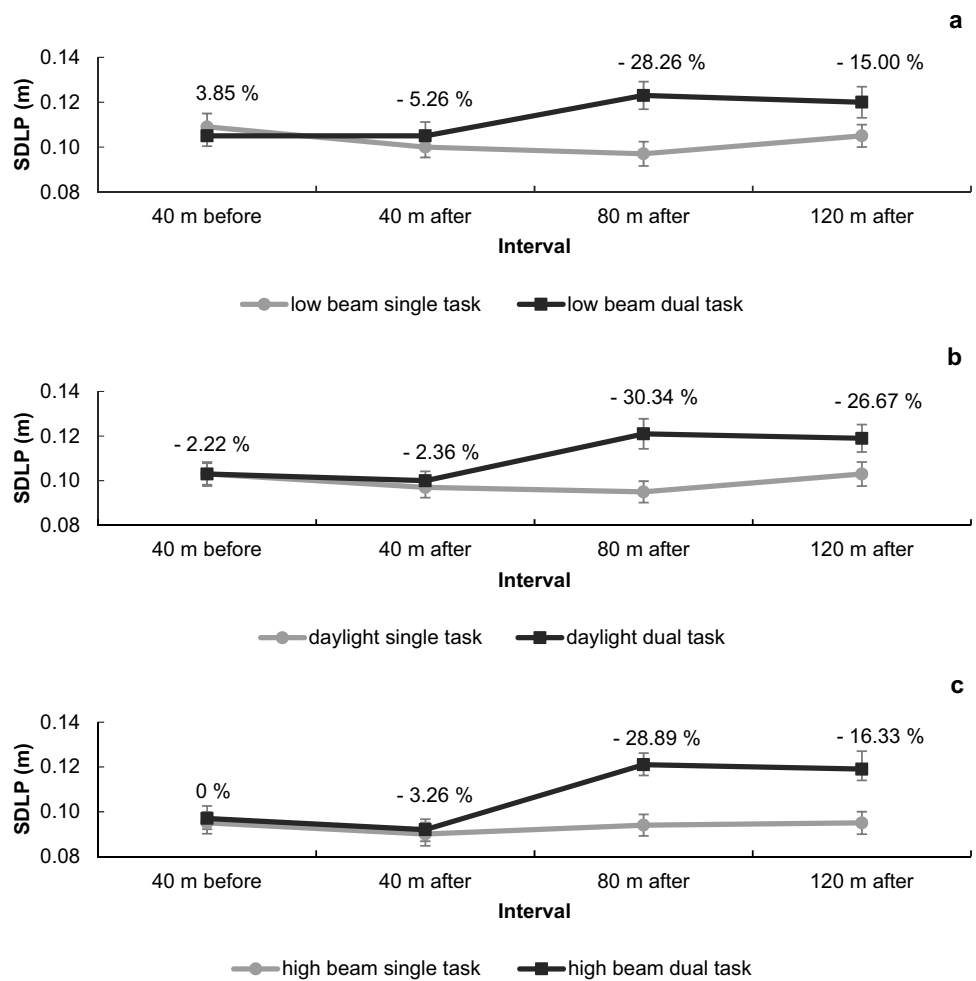 a
0.14
0.12
0.10
0.08
SDLP (m)
3.85 %
- 5.26 %
- 28.26 %
- 15.00 %
40 m before
40 m after
80 m after
120 m after
Interval
low beam single task
low beam dual task
b
0.14
0.12
0.10
0.08
SDLP (m)
- 2.22 %
- 2.36 %
- 30.34 %
- 26.67 %
40 m before
40 m after
80 m after
120 m after
Interval
daylight single task
daylight dual task
c
0.14
0.12
0.10
0.08
SDLP (m)
0 %
- 3.26 %
- 28.89 %
- 16.33 %
40 m before
40 m after
80 m after
120 m after
Interval
high beam single task
high beam dual task